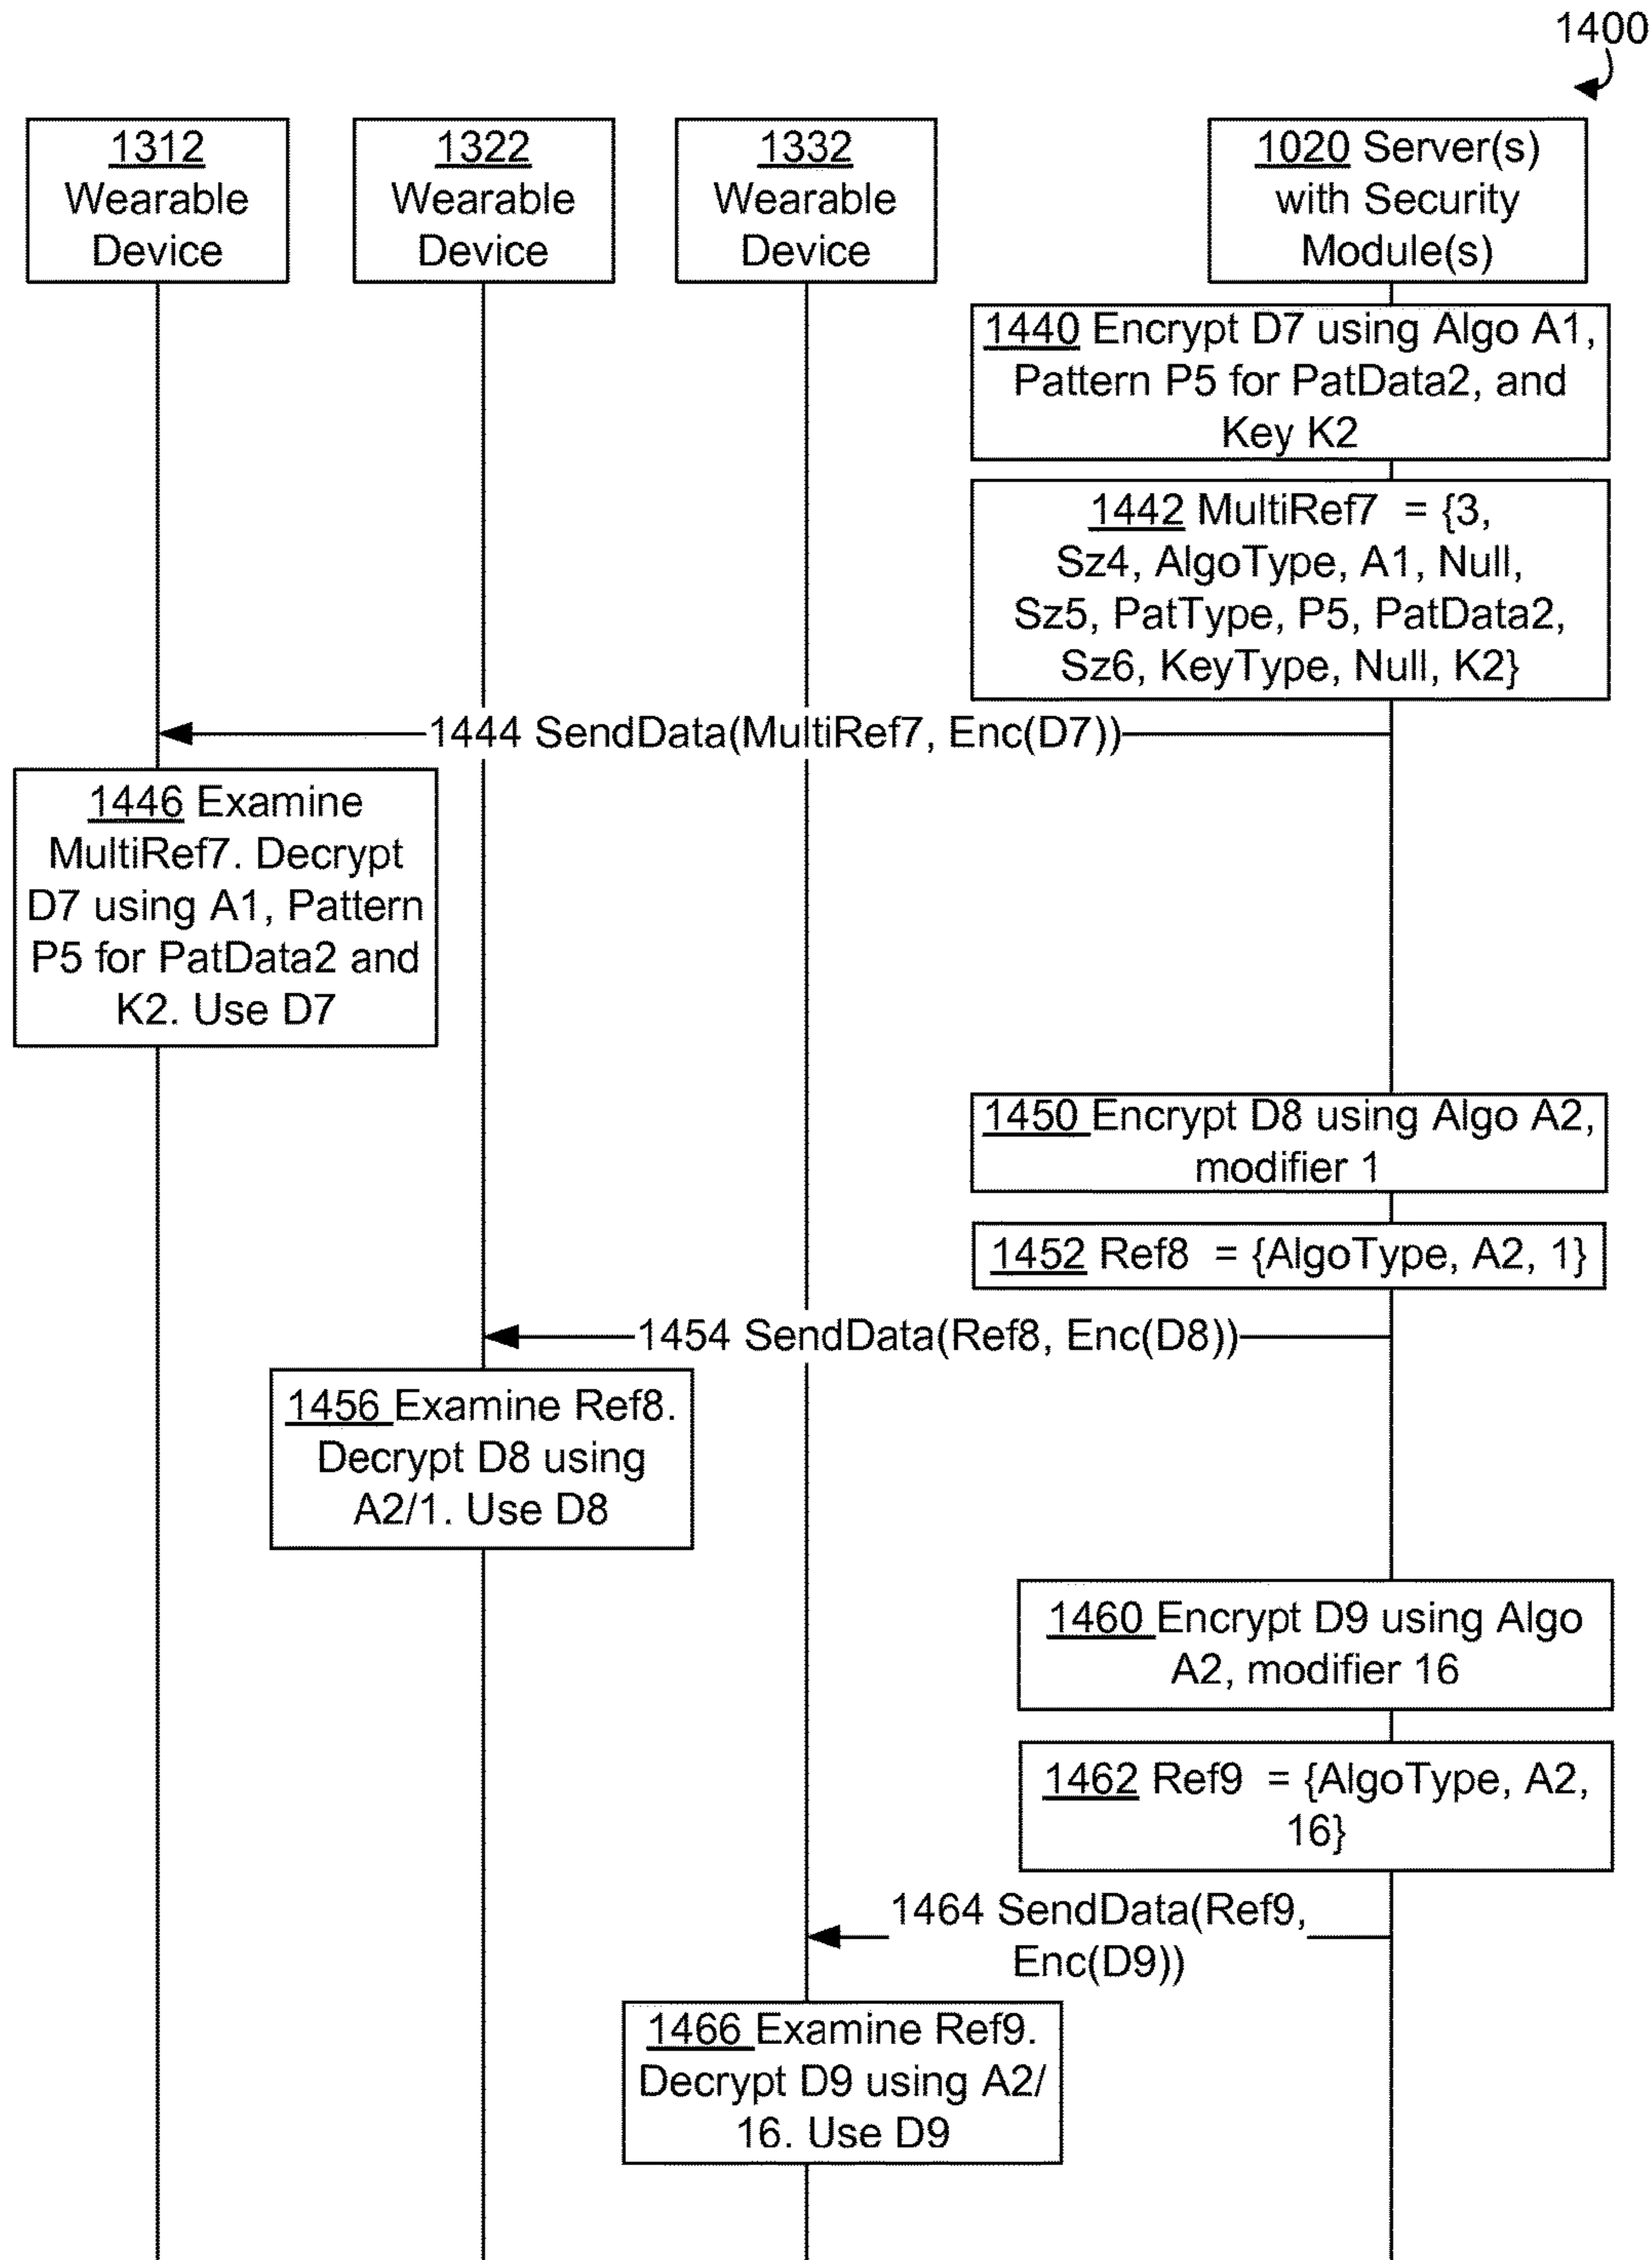 1400
1312
Wearable
Device
1322
Wearable
Device
1332
Wearable
Device
1020 Server(s)
with Security
Module(s)
1440 Encrypt D7 using Algo A1,
Pattern P5 for PatData2, and
Key K2
1442 MultiRef7 = {3,
Sz4, AlgoType, A1, Null,
Sz5, PatType, P5, PatData2,
Sz6, KeyType, Null, K2}
1444 SendData(MultiRef7, Enc(D7))
1446 Examine
MultiRef7. Decrypt
D7 using A1, Pattern
P5 for PatData2 and
K2. Use D7
1450 Encrypt D8 using Algo A2,
modifier 1
1452 Ref8 = {AlgoType, A2, 1}
1454 SendData(Ref8, Enc(D8))
1456 Examine Ref8.
Decrypt D8 using
A2/1. Use D8
1460 Encrypt D9 using Algo
A2, modifier 16
1462 Ref9 = {AlgoType, A2,
16}
1464 SendData(Ref9,
Enc(D9))
1466 Examine Ref9.
Decrypt D9 using A2/
16. Use D9